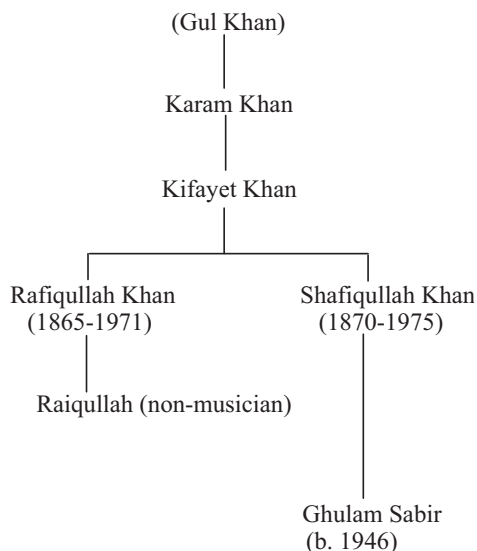 (Gul Khan)
Karam Khan
Kifayet Khan
Rafiqullah Khan
(1865-1971)
Shafiqullah Khan
(1870-1975)
Raiqullah (non-musician)
Ghulam Sabir
(b. 1946)